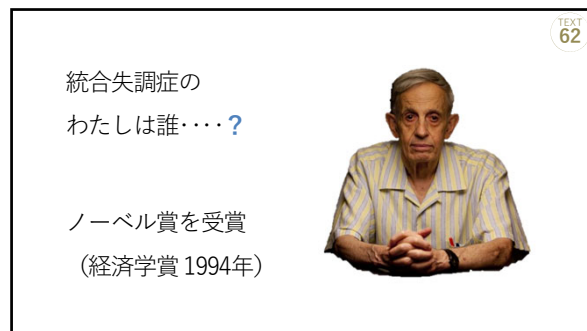 TEXT
62
統合失調症の
わたしは誰････?
ノーベル賞を受賞
（経済学賞 1994年）